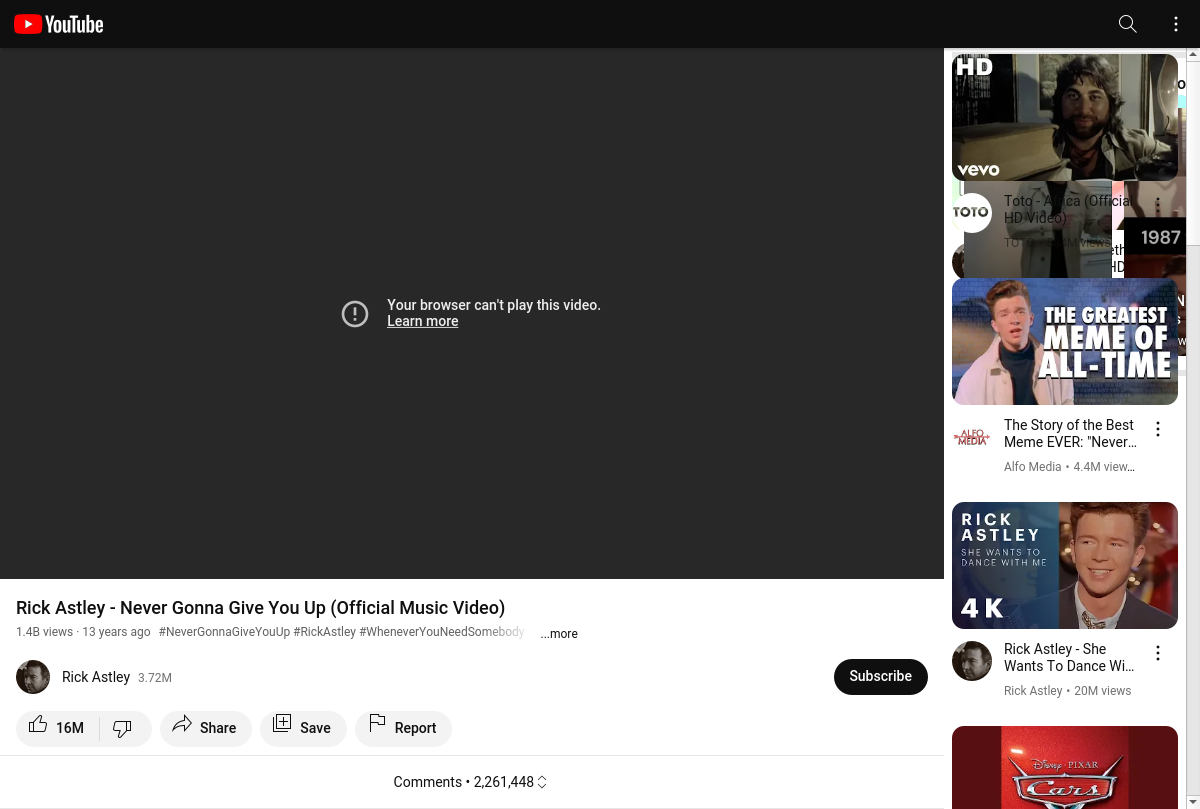 YouTube
HD
vevo
TOTO
Toto - Africa (Official
HD Video)
1987
Your browser can't play this video.
Learn more
THE GREATEST
MEME OF
ALL-TIME
ALFO
MEDIA
The Story of the Best
Meme EVER: "Never…
Alfo Media • 4.4M view…
RICK
ASTLEY
SHE WANTS TO
DANCE WITH ME
4K
Rick Astley - She
Wants To Dance Wi…
Rick Astley • 20M views
Disney · PIXAR
Cars
Rick Astley - Never Gonna Give You Up (Official Music Video)
1.4B views · 13 years ago #NeverGonnaGiveYouUp #RickAstley #WheneverYouNeedSomebody ...more
Rick Astley 3.72M
Subscribe
16M
Share
Save
Report
Comments • 2,261,448